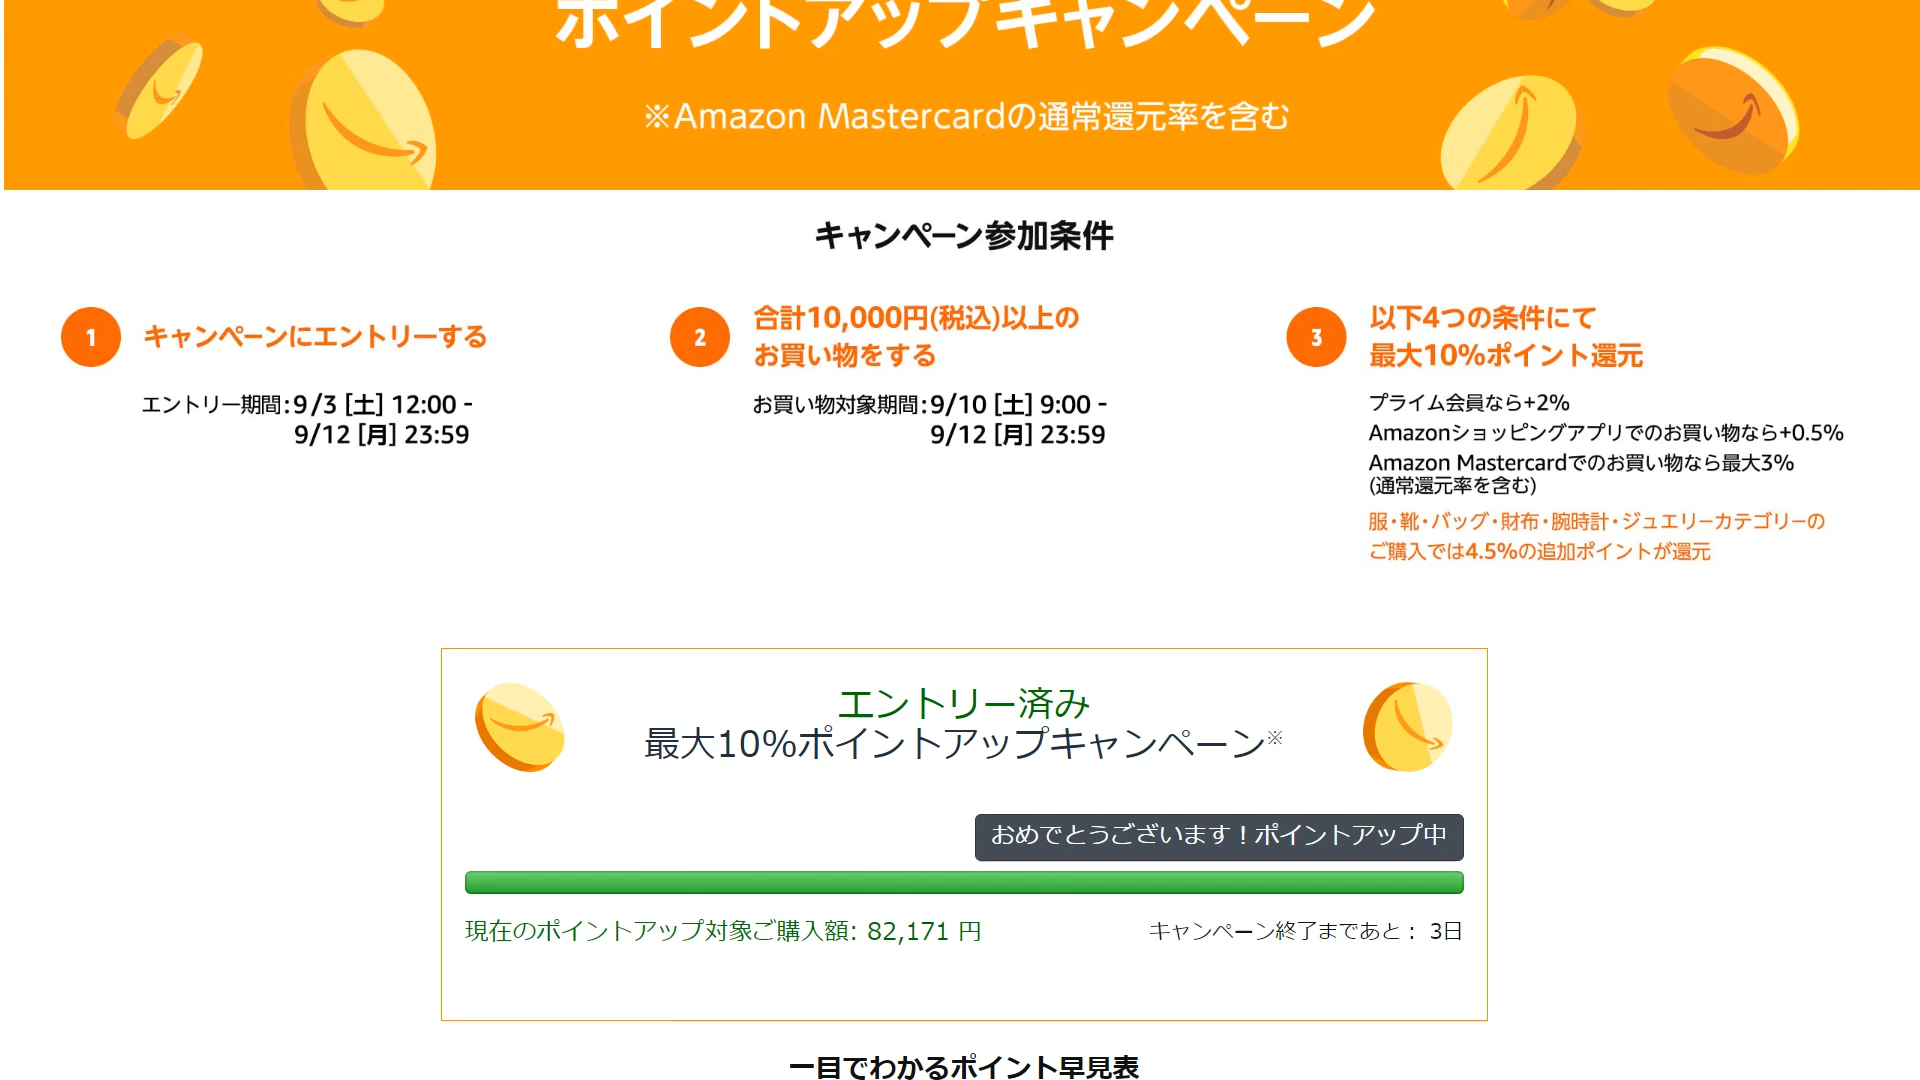 ポイントアップキャンペーン
※Amazon Mastercardの通常還元率を含む
キャンペーン参加条件
1 キャンペーンにエントリーする
エントリー期間:9/3 [土] 12:00 -
9/12 [月] 23:59
2 合計10,000円(税込)以上の
お買い物をする
お買い物対象期間:9/10 [土] 9:00 -
9/12 [月] 23:59
3 以下4つの条件にて
最大10%ポイント還元
プライム会員なら+2%
Amazonショッピングアプリでのお買い物なら+0.5%
Amazon Mastercardでのお買い物なら最大3%
(通常還元率を含む)
服・靴・バッグ・財布・腕時計・ジュエリーカテゴリーの
ご購入では4.5%の追加ポイントが還元
エントリー済み
最大10%ポイントアップキャンペーン※
おめでとうございます！ポイントアップ中
現在のポイントアップ対象ご購入額: 82,171 円
キャンペーン終了まであと： 3日
一目でわかるポイント早見表